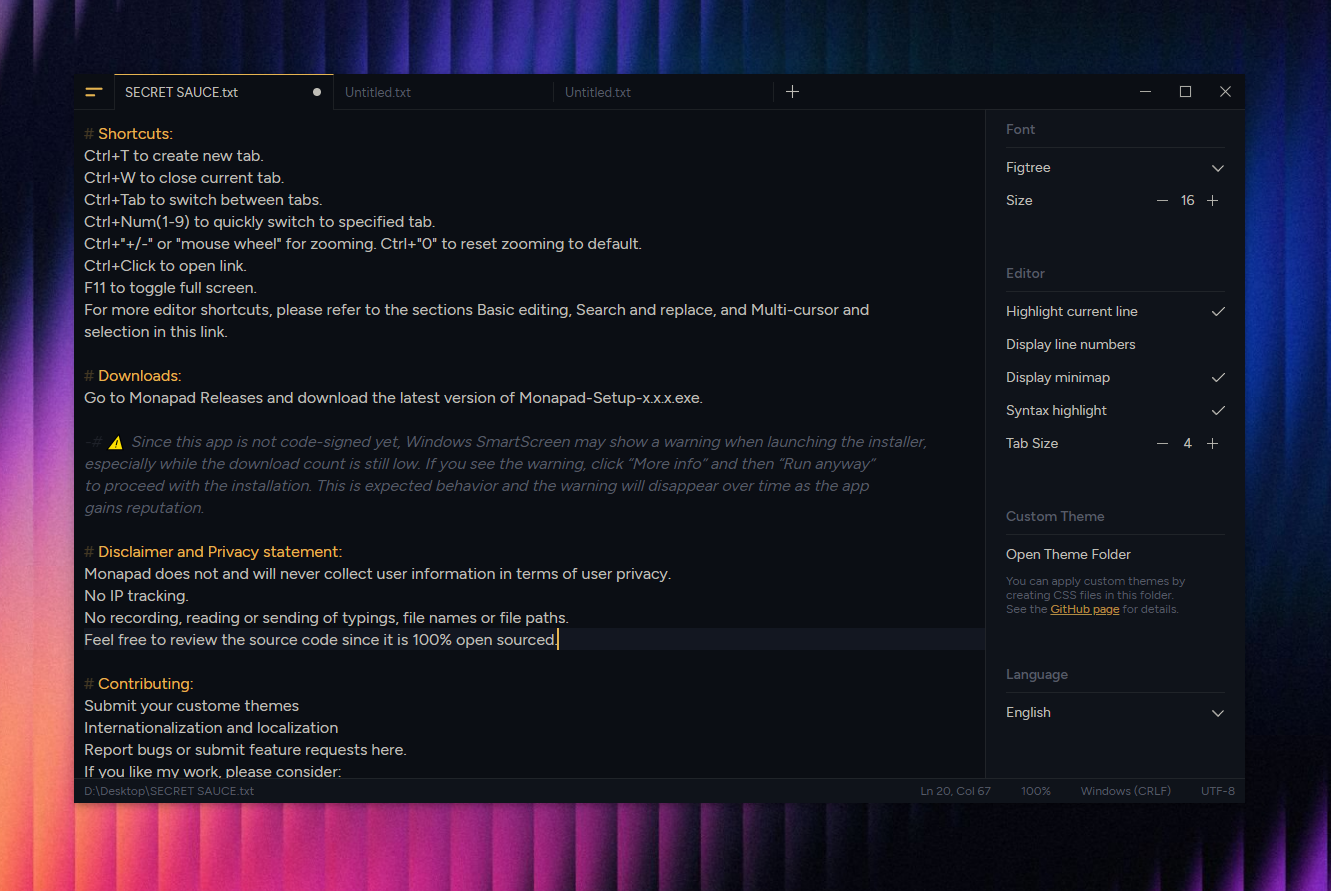 SECRET SAUCE.txt
Untitled.txt
Untitled.txt
# Shortcuts:
Ctrl+T to create new tab.
Ctrl+W to close current tab.
Ctrl+Tab to switch between tabs.
Ctrl+Num(1-9) to quickly switch to specified tab.
Ctrl+"+/-" or "mouse wheel" for zooming. Ctrl+"0" to reset zooming to default.
Ctrl+Click to open link.
F11 to toggle full screen.
For more editor shortcuts, please refer to the sections Basic editing, Search and replace, and Multi-cursor and
selection in this link.
# Downloads:
Go to Monapad Releases and download the latest version of Monapad-Setup-x.x.x.exe.
-# ⚠️ Since this app is not code-signed yet, Windows SmartScreen may show a warning when launching the installer,
especially while the download count is still low. If you see the warning, click “More info” and then “Run anyway”
to proceed with the installation. This is expected behavior and the warning will disappear over time as the app
gains reputation.
# Disclaimer and Privacy statement:
Monapad does not and will never collect user information in terms of user privacy.
No IP tracking.
No recording, reading or sending of typings, file names or file paths.
Feel free to review the source code since it is 100% open sourced.
# Contributing:
Submit your custome themes
Internationalization and localization
Report bugs or submit feature requests here.
If you like my work, please consider:
Font
Figtree
Size — 16 +
Editor
Highlight current line
Display line numbers
Display minimap
Syntax highlight
Tab Size — 4 +
Custom Theme
Open Theme Folder
You can apply custom themes by
creating CSS files in this folder.
See the GitHub page for details.
Language
English
D:\Desktop\SECRET SAUCE.txt
Ln 20, Col 67
100%
Windows (CRLF)
UTF-8